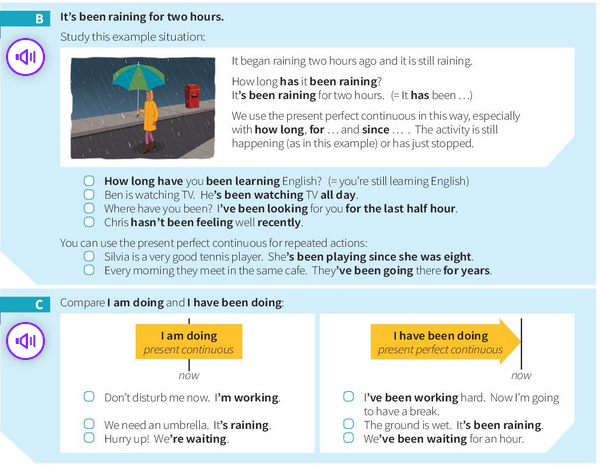 B
It's been raining for two hours.
Study this example situation:
It began raining two hours ago and it is still raining.
How long has it been raining?
It's been raining for two hours. (= It has been …)
We use the present perfect continuous in this way, especially
with how long, for … and since … . The activity is still
happening (as in this example) or has just stopped.
How long have you been learning English? (= you're still learning English)
Ben is watching TV. He's been watching TV all day.
Where have you been? I've been looking for you for the last half hour.
Chris hasn't been feeling well recently.
You can use the present perfect continuous for repeated actions:
Silvia is a very good tennis player. She's been playing since she was eight.
Every morning they meet in the same cafe. They've been going there for years.
C
Compare I am doing and I have been doing:
I am doing
present continuous
now
Don't disturb me now. I'm working.
We need an umbrella. It's raining.
Hurry up! We're waiting.
I have been doing
present perfect continuous
now
I've been working hard. Now I'm going
to have a break.
The ground is wet. It's been raining.
We've been waiting for an hour.